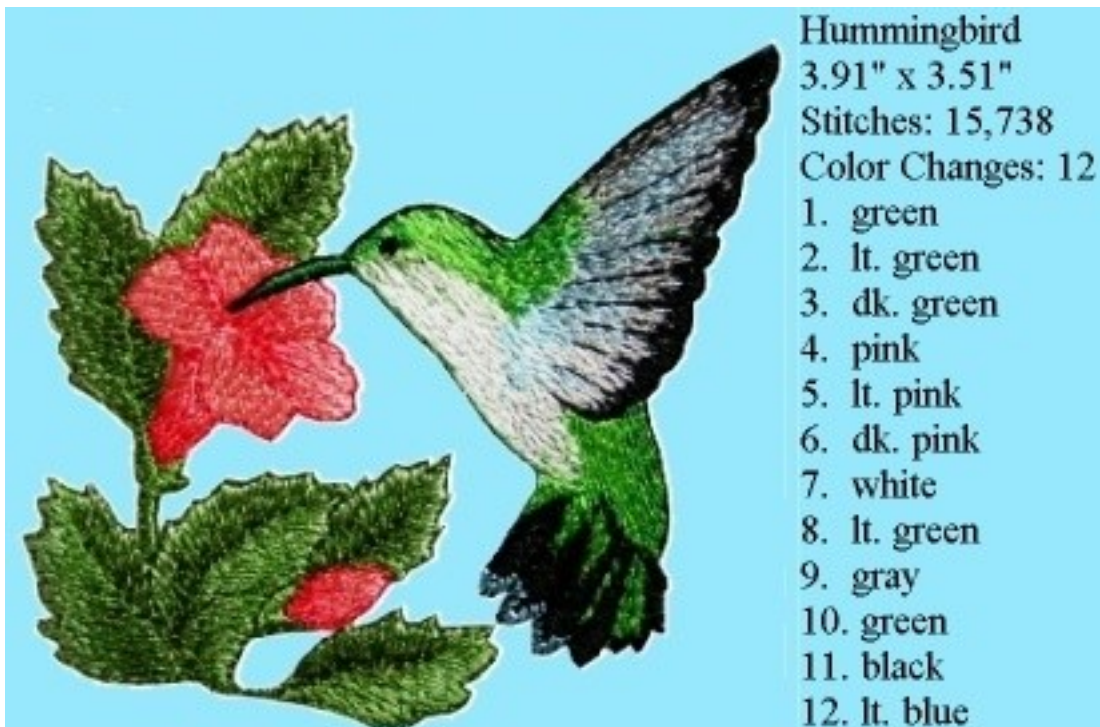 Hummingbird
3.91" x 3.51"
Stitches: 15,738
Color Changes: 12
1. green
2. lt. green
3. dk. green
4. pink
5. lt. pink
6. dk. pink
7. white
8. lt. green
9. gray
10. green
11. black
12. lt. blue